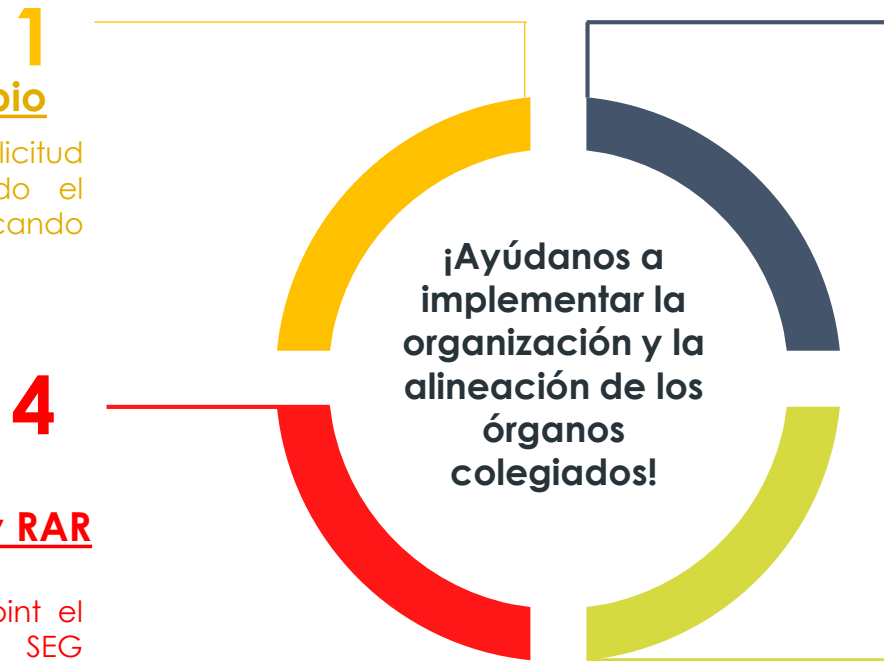 1
bio
licitud
do el
cando
¡Ayúdanos a
implementar la
organización y la
alineación de los
órganos
colegiados!
4
y RAR
oint el
SEG